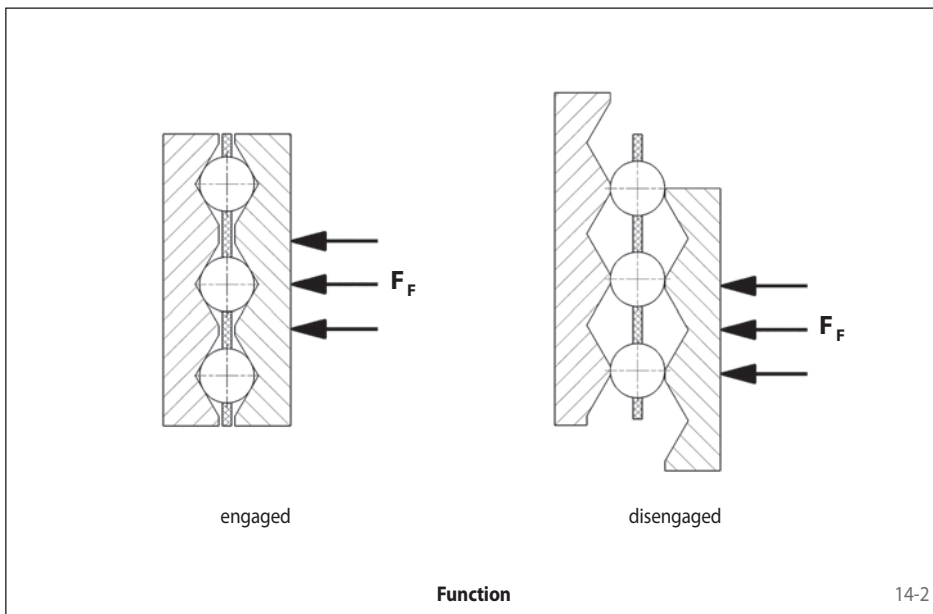 F_F
F_F
engaged
disengaged
Function
14-2